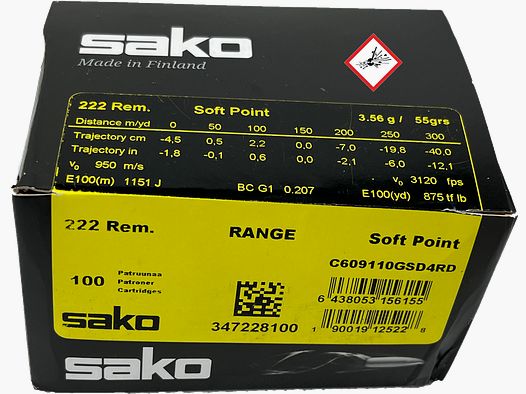 sako
Made in Finland
222 Rem. Soft Point 3.56 g / 55grs
Distance m/yd 0 50 100 150 200 250 300
Trajectory cm -4,5 0,5 2,2 0,0 -7,0 -19,8 -40,0
Trajectory in -1,8 -0,1 0,6 0,0 -2,1 -6,0 -12,1
v₀ 950 m/s v₀ 3120 fps
E100(m) 1151 J BC G1 0.207 E100(yd) 875 tf lb
222 Rem. RANGE Soft Point
C609110GSD4RD
100 Patruunaa
Patroner
Cartridges
6 438053 156155
sako 347228100 1 90019 12522 8
sako